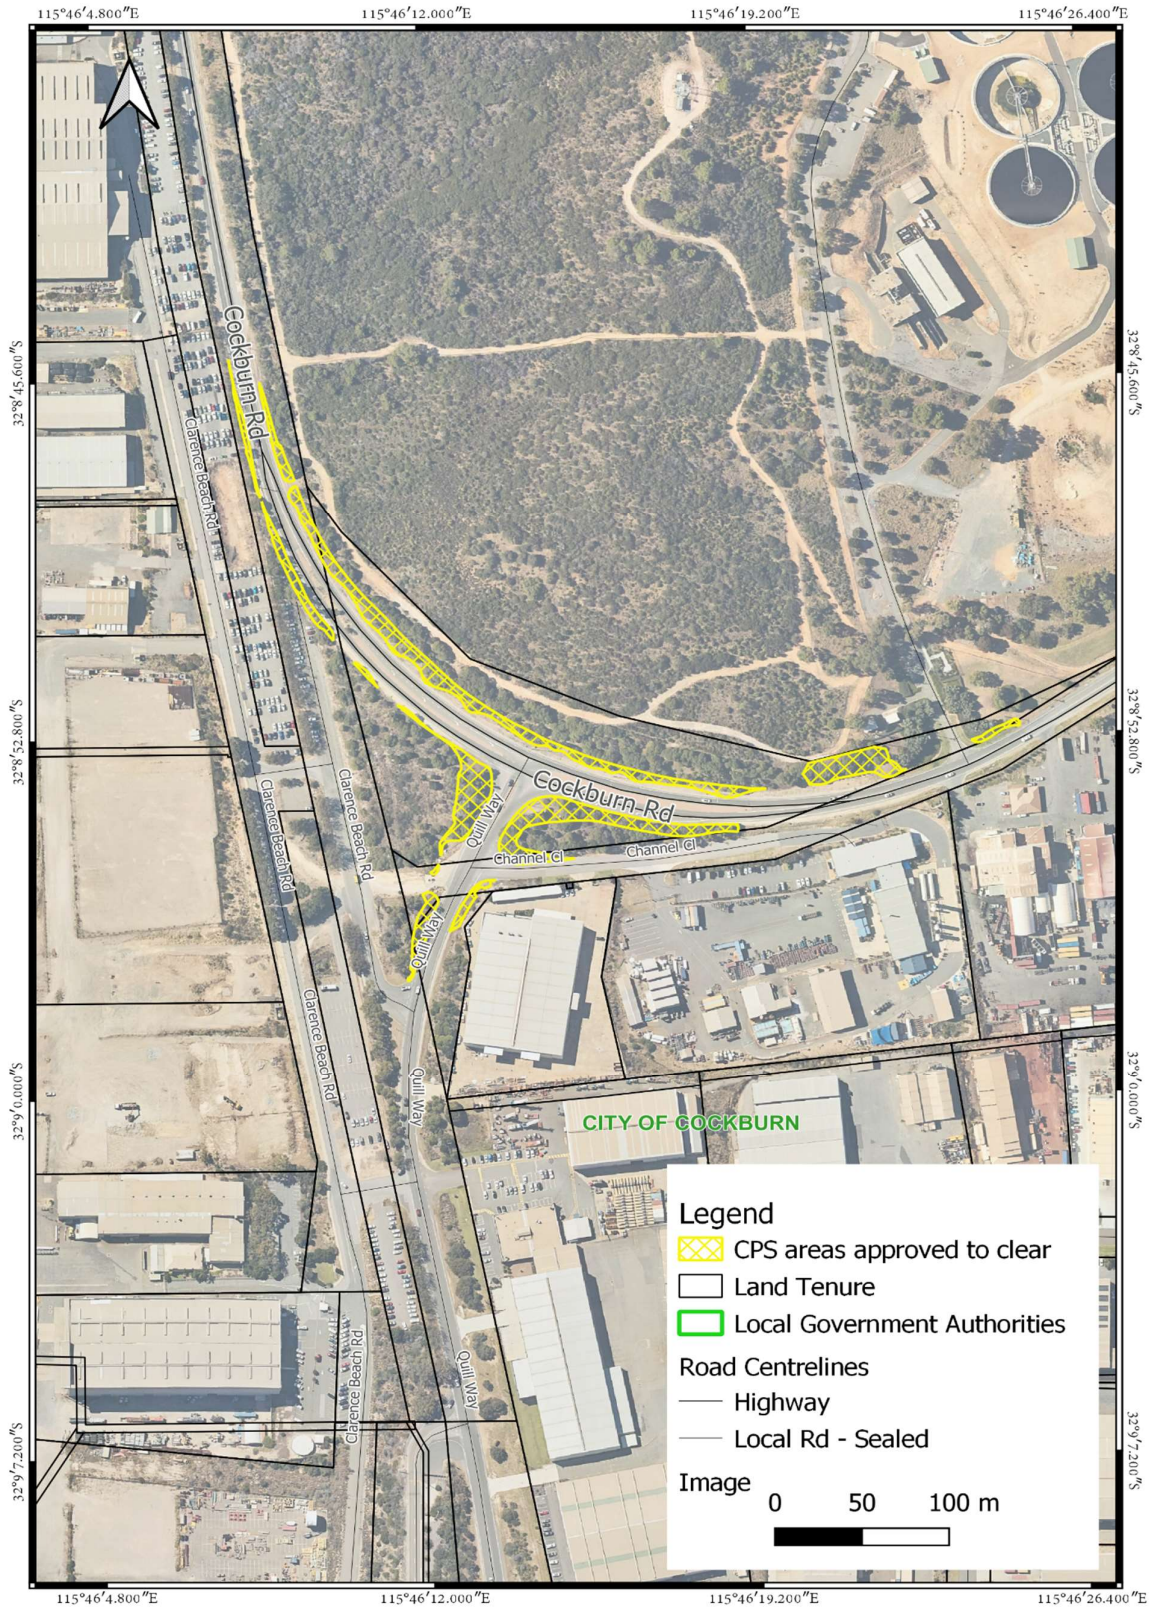 115°46′4.800″E 115°46′12.000″E 115°46′19.200″E 115°46′26.400″E
32°8′45.600″S
32°8′45.600″S
Cockburn Rd
Clarence Beach Rd
32°8′52.800″S
32°8′52.800″S
Cockburn Rd
Quill Way
Clarence Beach Rd
Clarence Beach Rd
Channel Cl
Channel Cl
Quill Way
Clarence Beach Rd
Quill Way
32°9′0.000″S
32°9′0.000″S
CITY OF COCKBURN
Legend
CPS areas approved to clear
Land Tenure
Local Government Authorities
Road Centrelines
Highway
Local Rd - Sealed
Image
0 50 100 m
Clarence Beach Rd
Quill Way
32°9′7.200″S
32°9′7.200″S
115°46′4.800″E 115°46′12.000″E 115°46′19.200″E 115°46′26.400″E